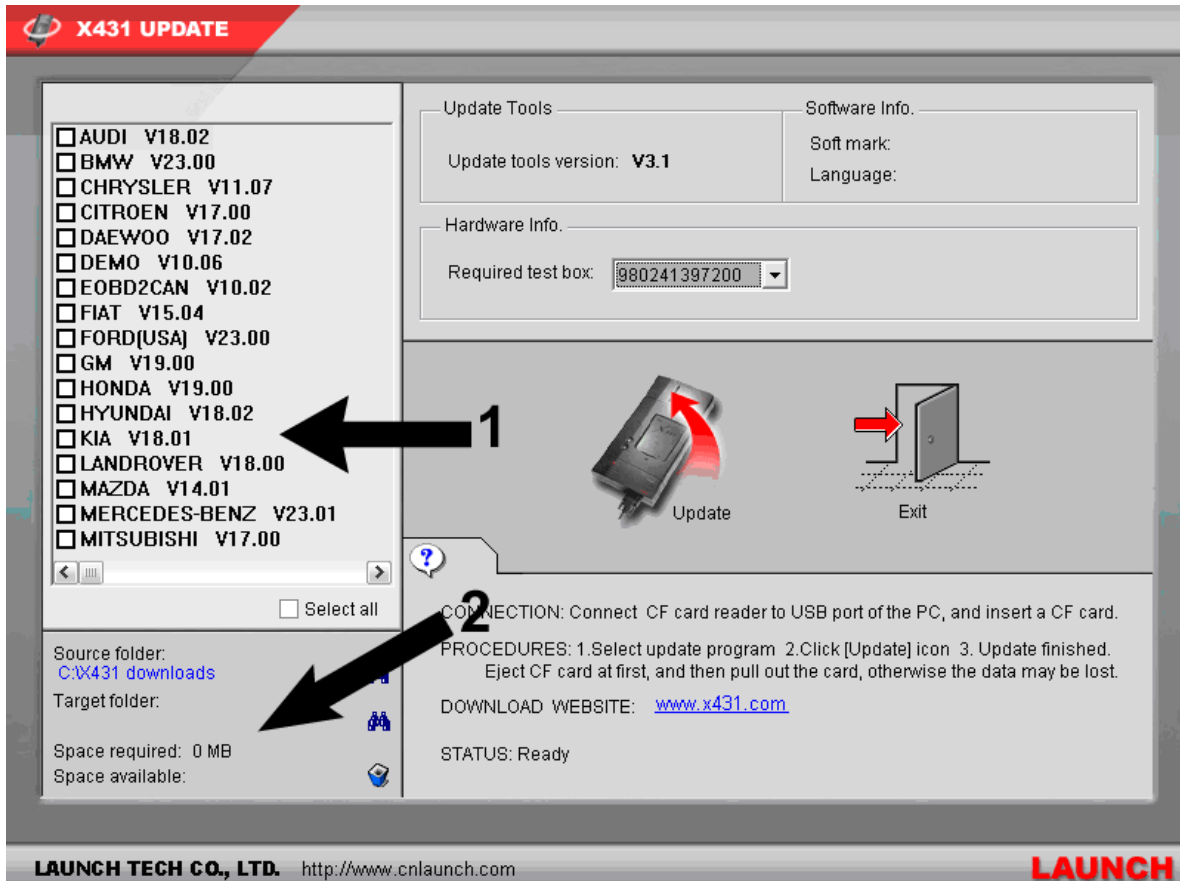 X431 UPDATE
AUDI V18.02
BMW V23.00
CHRYSLER V11.07
CITROEN V17.00
DAEWOO V17.02
DEMO V10.06
EOBD2CAN V10.02
FIAT V15.04
FORD(USA) V23.00
GM V19.00
HONDA V19.00
HYUNDAI V18.02
KIA V18.01
LANDROVER V18.00
MAZDA V14.01
MERCEDES-BENZ V23.01
MITSUBISHI V17.00
Select all
Source folder:
C:\X431 downloads
Target folder:
Space required: 0 MB
Space available:
Update Tools
Update tools version: V3.1
Software Info.
Soft mark:
Language:
Hardware Info.
Required test box: 980241397200
1
Update
Exit
?
2
CONNECTION: Connect CF card reader to USB port of the PC, and insert a CF card.
PROCEDURES: 1.Select update program 2.Click [Update] icon 3. Update finished.
Eject CF card at first, and then pull out the card, otherwise the data may be lost.
DOWNLOAD WEBSITE: www.x431.com
STATUS: Ready
LAUNCH TECH CO., LTD. http://www.cnlaunch.com
LAUNCH